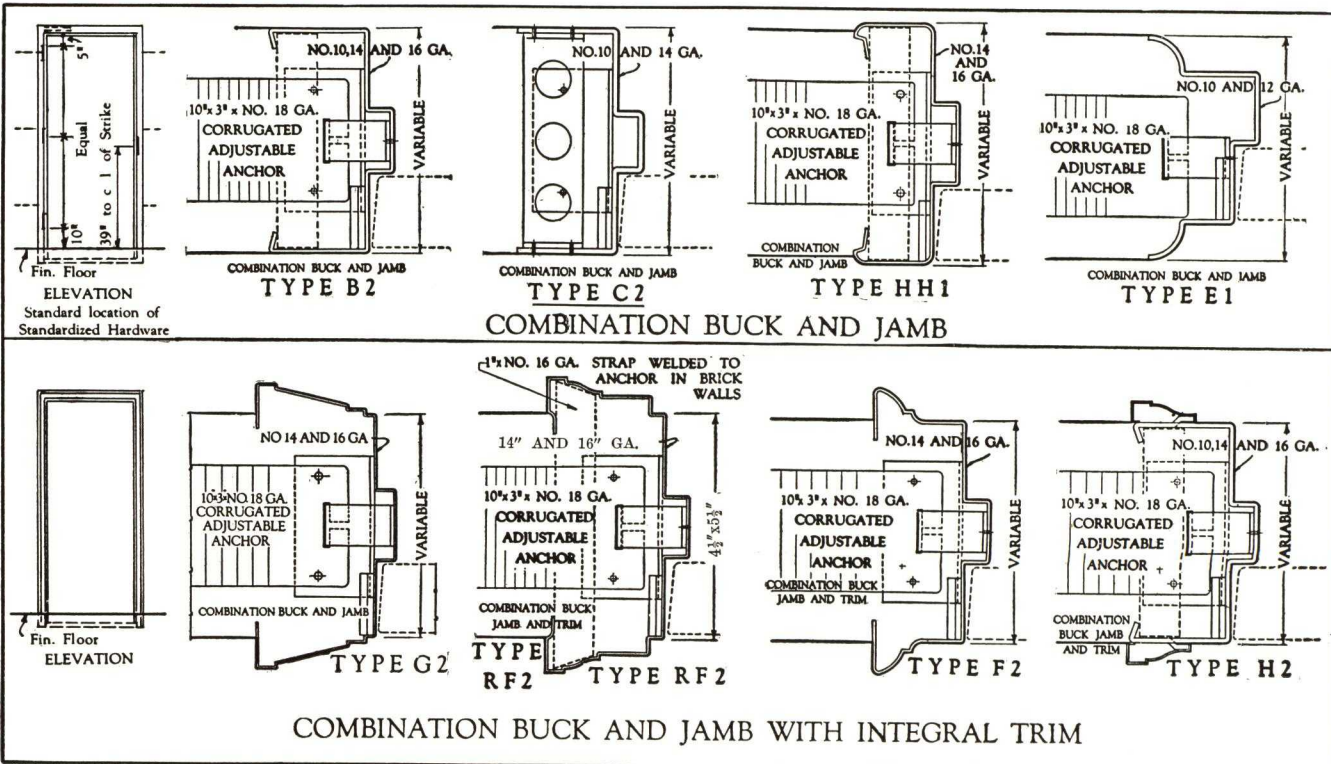 5"
Equal
39" to c l of Strike
10"
Fin. Floor
ELEVATION
Standard location of
Standardized Hardware
NO.10,14 AND 16 GA.
10"x 3" x NO. 18 GA.
CORRUGATED
ADJUSTABLE
ANCHOR
VARIABLE
COMBINATION BUCK AND JAMB
TYPE B2
NO.10 AND 14 GA.
VARIABLE
COMBINATION BUCK AND JAMB
TYPE C2
NO.14
AND
16 GA.
10"x 3" x NO. 18 GA.
CORRUGATED
ADJUSTABLE
ANCHOR
VARIABLE
COMBINATION
BUCK AND JAMB
TYPE HH1
NO.10 AND 12 GA.
10"x 3" x NO. 18 GA.
CORRUGATED
ADJUSTABLE
ANCHOR
VARIABLE
COMBINATION BUCK AND JAMB
TYPE E1
COMBINATION BUCK AND JAMB
Fin. Floor
ELEVATION
NO 14 AND 16 GA
10"x3"x NO. 18 GA.
CORRUGATED
ADJUSTABLE
ANCHOR
VARIABLE
COMBINATION BUCK AND JAMB
TYPE G2
1"x NO. 16 GA. STRAP WELDED TO
ANCHOR IN BRICK
WALLS
14" AND 16" GA.
10"x 3" x NO. 18 GA.
CORRUGATED
ADJUSTABLE
ANCHOR
4½"x5½"
COMBINATION BUCK
JAMB AND TRIM
TYPE
RF2
TYPE RF2
NO.14 AND 16 GA.
10"x 3" x NO. 18 GA.
CORRUGATED
ADJUSTABLE
ANCHOR
VARIABLE
COMBINATION BUCK
JAMB AND TRIM
TYPE F2
NO.10,14 AND 16 GA.
10"x 3" x NO. 18 GA.
CORRUGATED
ADJUSTABLE
ANCHOR
VARIABLE
COMBINATION
BUCK JAMB
AND TRIM
TYPE H2
COMBINATION BUCK AND JAMB WITH INTEGRAL TRIM